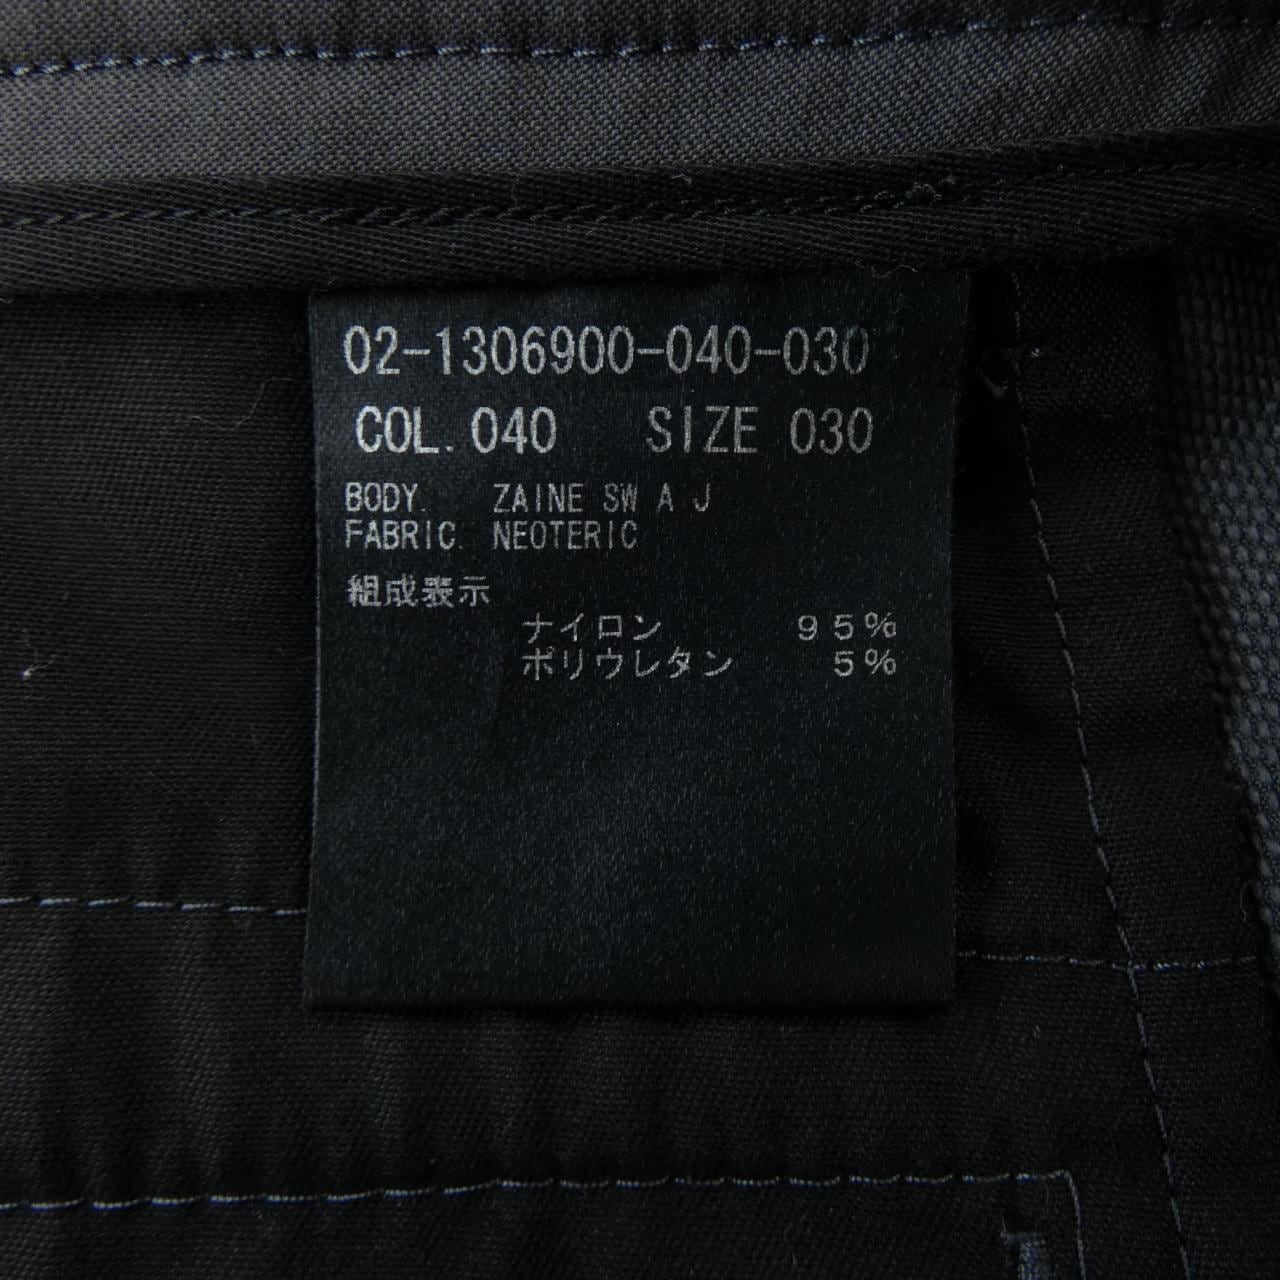 02-1306900-040-030
COL. 040 SIZE 030
BODY. ZAINE SW A J
FABRIC. NEOTERIC
組成表示
ナイロン 95%
ポリウレタン 5%